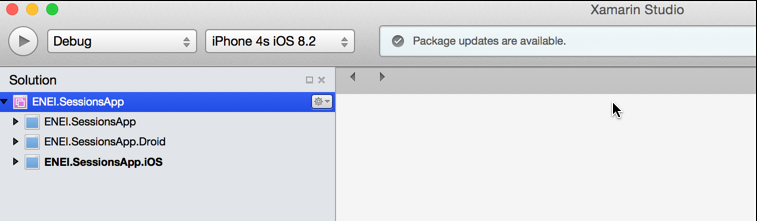 Xamarin Studio
Debug
iPhone 4s iOS 8.2
Package updates are available.
Solution
ENEI.SessionsApp
ENEI.SessionsApp
ENEI.SessionsApp.Droid
ENEI.SessionsApp.iOS